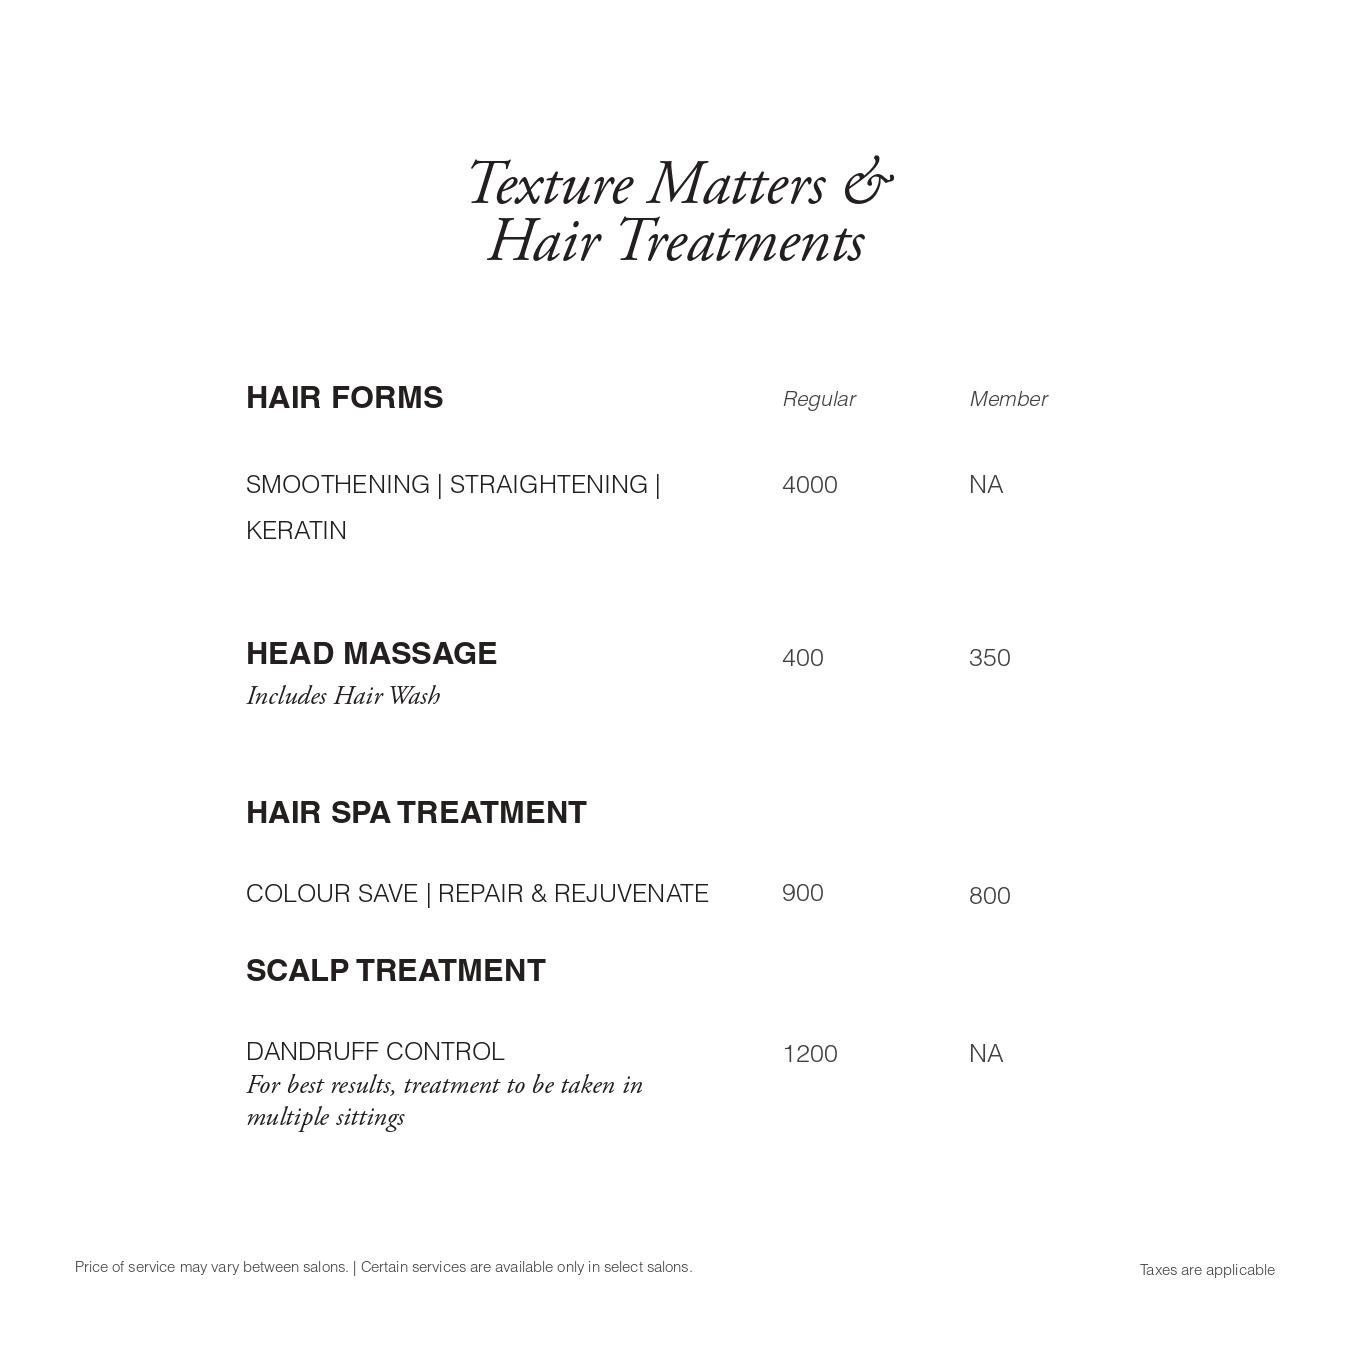 Texture Matters &
Hair Treatments
HAIR FORMS Regular Member
SMOOTHENING | STRAIGHTENING | 4000 NA
KERATIN
HEAD MASSAGE 400 350
Includes Hair Wash
HAIR SPA TREATMENT
COLOUR SAVE | REPAIR & REJUVENATE 900 800
SCALP TREATMENT
DANDRUFF CONTROL 1200 NA
For best results, treatment to be taken in
multiple sittings
Price of service may vary between salons. | Certain services are available only in select salons. Taxes are applicable